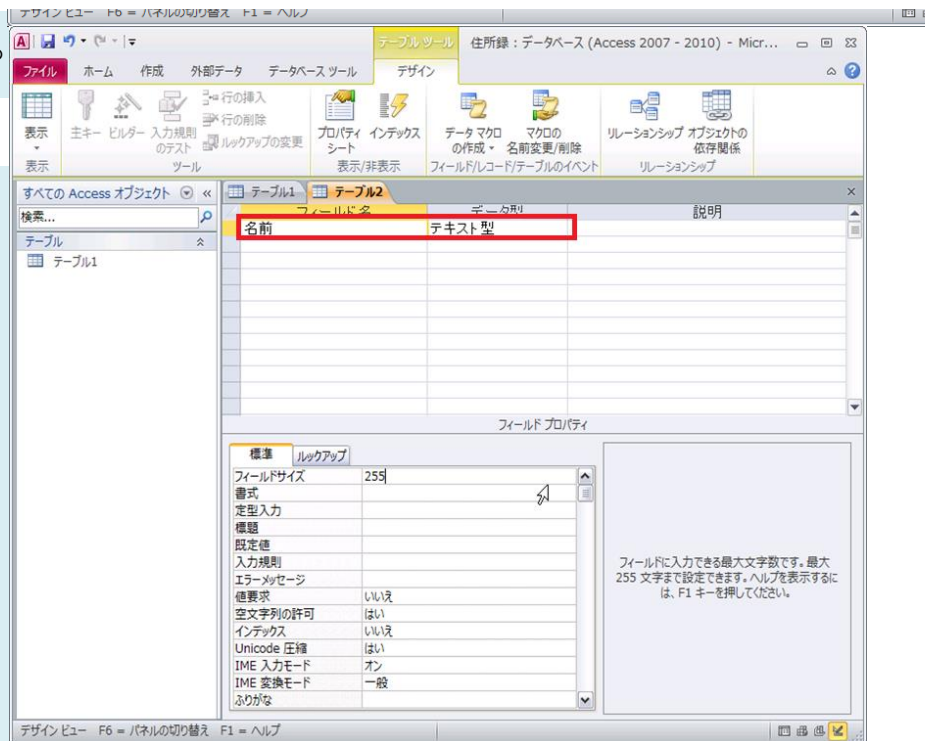 デザイン ビュー F6 = パネルの切り替え F1 = ヘルプ
テーブル ツール 住所録 : データベース (Access 2007 - 2010) - Micr...
ファイル ホーム 作成 外部データ データベース ツール デザイン
表示 主キー ビルダー 入力規則のテスト 行の挿入 行の削除 ルックアップの変更 プロパティ シート インデックス データ マクロの作成 マクロの名前変更/削除 リレーションシップ オブジェクトの依存関係
表示 ツール 表示/非表示 フィールド/レコード/テーブルのイベント リレーションシップ
すべての Access オブジェクト « テーブル1 テーブル2 ×
検索... フィールド名 データ型 説明
名前 テキスト型
テーブル
テーブル1
フィールド プロパティ
標準 ルックアップ
フィールドサイズ 255
書式
定型入力
標題
既定値
入力規則
エラーメッセージ
値要求 いいえ
空文字列の許可 はい
インデックス いいえ
Unicode 圧縮 はい
IME 入力モード オン
IME 変換モード 一般
ふりがな
フィールドに入力できる最大文字数です。最大
255 文字まで設定できます。ヘルプを表示するに
は、F1 キーを押してください。
デザイン ビュー F6 = パネルの切り替え F1 = ヘルプ